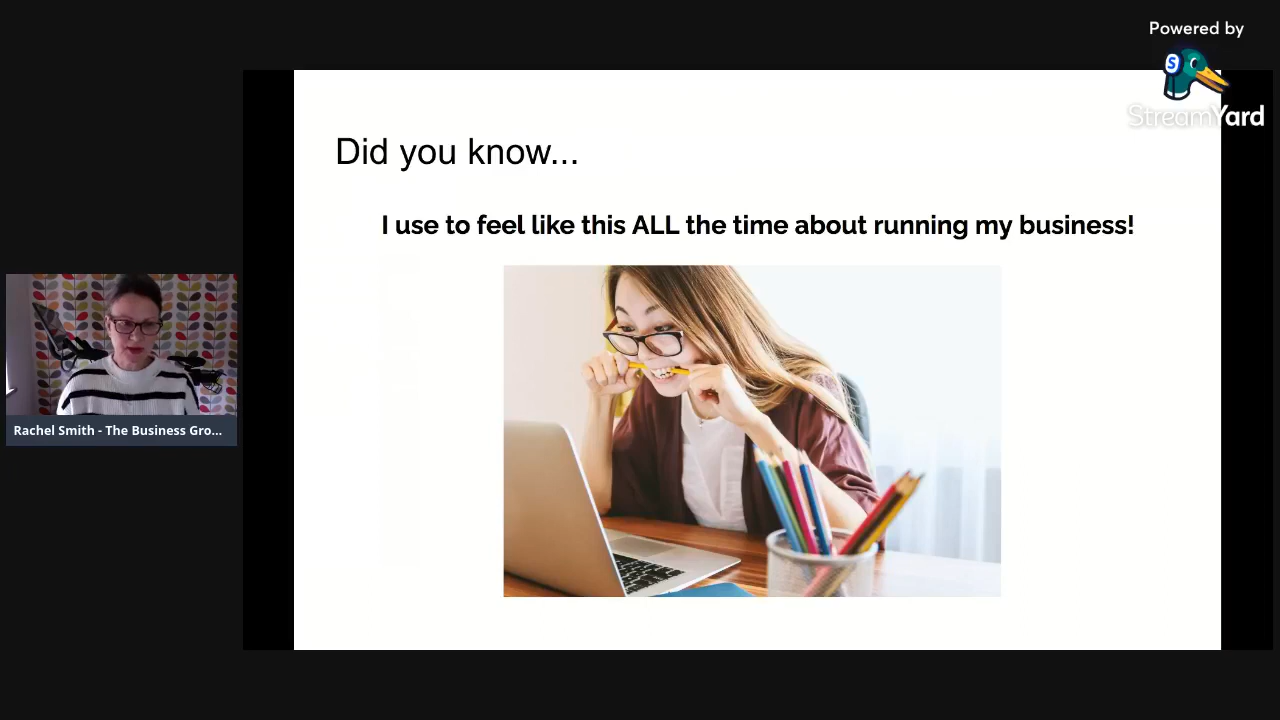 Powered by
StreamYard
Did you know...
I use to feel like this ALL the time about running my business!
Rachel Smith - The Business Gro...